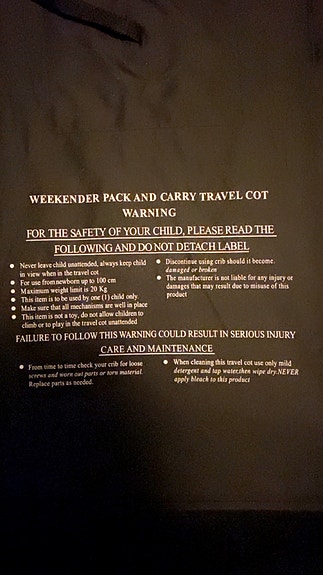 WEEKENDER PACK AND CARRY TRAVEL COT
WARNING
FOR THE SAFETY OF YOUR CHILD, PLEASE READ THE
FOLLOWING AND DO NOT DETACH LABEL
Never leave child unattended, always keep child
in view when in the travel cot
For use from newborn up to 100 cm
Maximum weight limit is 20 Kg
This item is to be used by one (1) child only.
Make sure that all mechanisms are well in place
This item is not a toy, do not allow children to
climb or to play in the travel cot unattended
Discontinue using crib should it become.
damaged or broken
The manufacturer is not liable for any injury or
damages that may result due to misuse of this
product
FAILURE TO FOLLOW THIS WARNING COULD RESULT IN SERIOUS INJURY
CARE AND MAINTENANCE
From time to time check your crib for loose
screws and worn out parts or torn material.
Replace parts as needed.
When cleaning this travel cot use only mild
detergent and tap water.then wipe dry.NEVER
apply bleach to this product